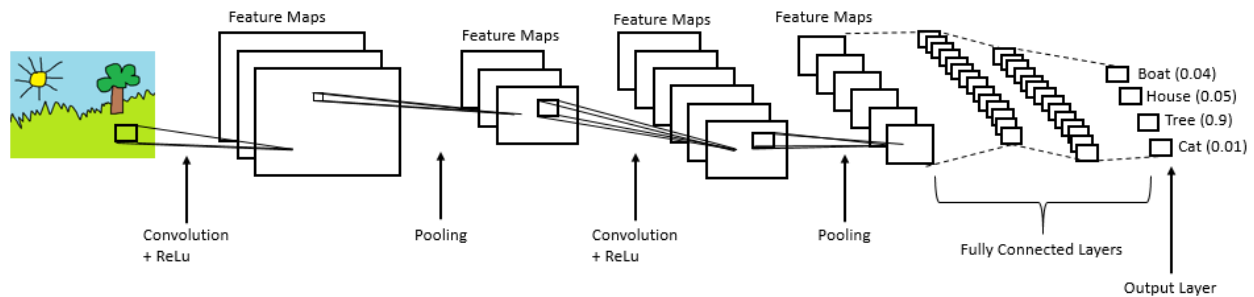 Feature Maps
Feature Maps
Feature Maps
Feature Maps
Boat (0.04)
House (0.05)
Tree (0.9)
Cat (0.01)
Convolution
+ ReLu
Pooling
Convolution
+ ReLu
Pooling
Fully Connected Layers
Output Layer